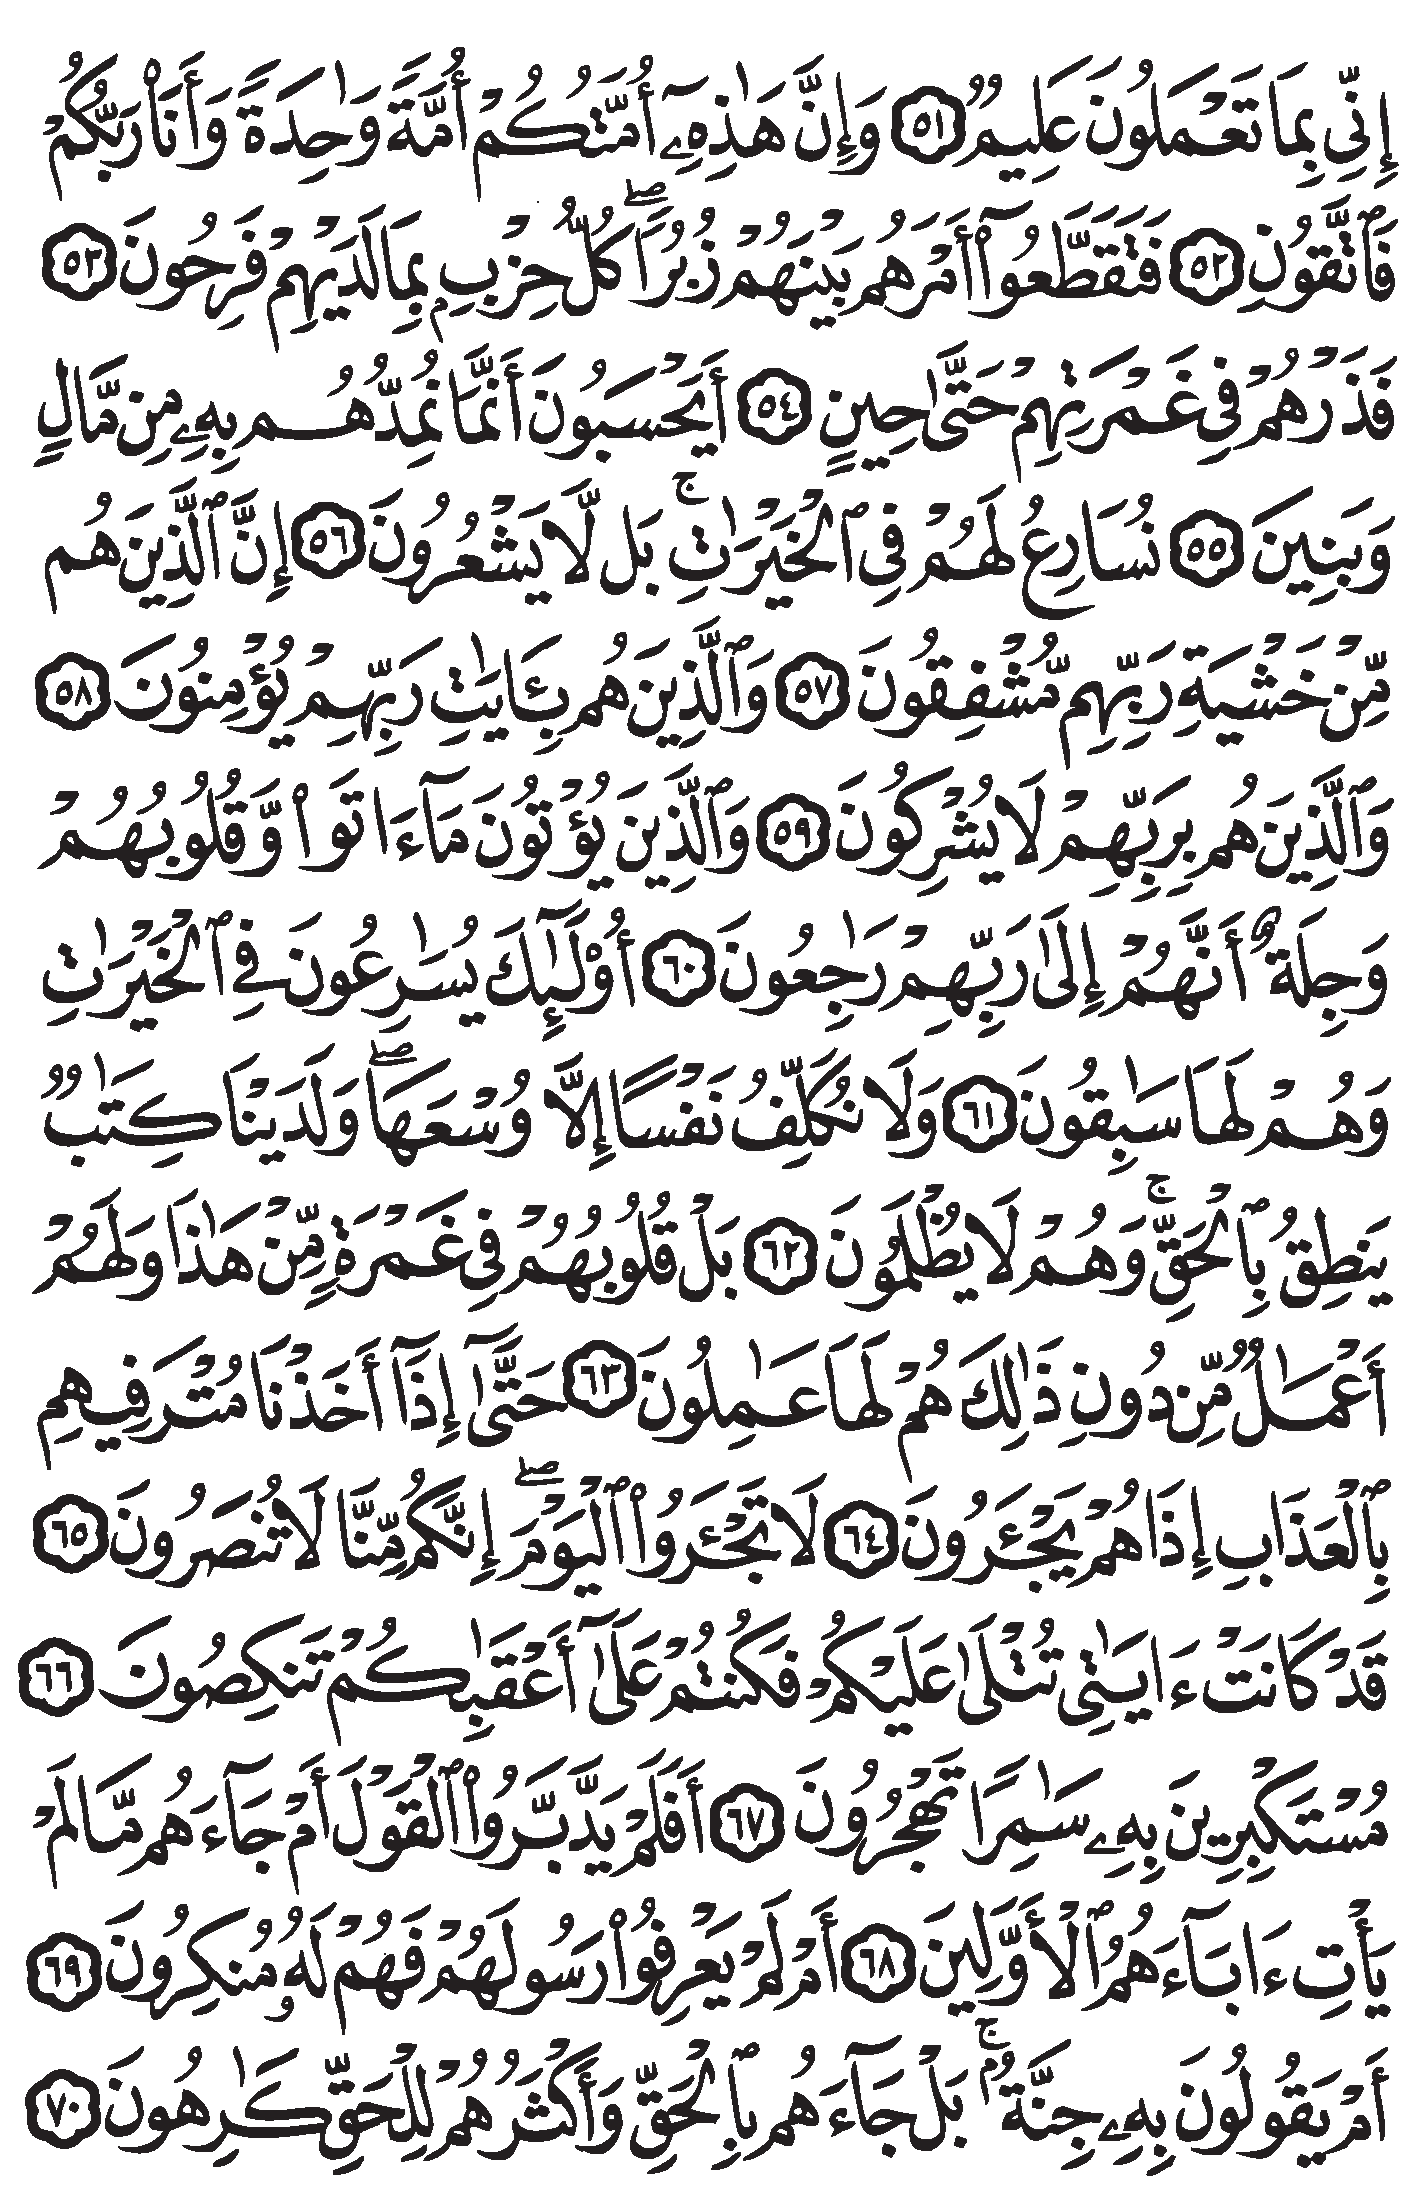 إِنِّي بِمَا تَعْمَلُونَ عَلِيمٌ ٥١ وَإِنَّ هَـٰذِهِۦٓ أُمَّتُكُمْ أُمَّةً وَٰحِدَةً وَأَنَا۠ رَبُّكُمْ
فَٱتَّقُونِ ٥٢ فَتَقَطَّعُوٓا۟ أَمْرَهُم بَيْنَهُمْ زُبُرًا ۖ كُلُّ حِزْبٍۭ بِمَا لَدَيْهِمْ فَرِحُونَ ٥٣
فَذَرْهُمْ فِى غَمْرَتِهِمْ حَتَّىٰ حِينٍ ٥٤ أَيَحْسَبُونَ أَنَّمَا نُمِدُّهُم بِهِۦ مِن مَّالٍ
وَبَنِينَ ٥٥ نُسَارِعُ لَهُمْ فِى ٱلْخَيْرَٰتِ ۚ بَل لَّا يَشْعُرُونَ ٥٦ إِنَّ ٱلَّذِينَ هُم
مِّنْ خَشْيَةِ رَبِّهِم مُّشْفِقُونَ ٥٧ وَٱلَّذِينَ هُم بِـَٔايَـٰتِ رَبِّهِمْ يُؤْمِنُونَ ٥٨
وَٱلَّذِينَ هُم بِرَبِّهِمْ لَا يُشْرِكُونَ ٥٩ وَٱلَّذِينَ يُؤْتُونَ مَآ ءَاتَوا۟ وَّقُلُوبُهُمْ
وَجِلَةٌ أَنَّهُمْ إِلَىٰ رَبِّهِمْ رَٰجِعُونَ ٦٠ أُو۟لَـٰٓئِكَ يُسَـٰرِعُونَ فِى ٱلْخَيْرَٰتِ
وَهُمْ لَهَا سَـٰبِقُونَ ٦١ وَلَا نُكَلِّفُ نَفْسًا إِلَّا وُسْعَهَا ۖ وَلَدَيْنَا كِتَـٰبٌ
يَنطِقُ بِٱلْحَقِّ ۚ وَهُمْ لَا يُظْلَمُونَ ٦٢ بَلْ قُلُوبُهُمْ فِى غَمْرَةٍ مِّنْ هَـٰذَا وَلَهُمْ
أَعْمَـٰلٌ مِّن دُونِ ذَٰلِكَ هُمْ لَهَا عَـٰمِلُونَ ٦٣ حَتَّىٰٓ إِذَآ أَخَذْنَا مُتْرَفِيهِم
بِٱلْعَذَابِ إِذَا هُمْ يَجْـَٔرُونَ ٦٤ لَا تَجْـَٔرُوا۟ ٱلْيَوْمَ ۖ إِنَّكُم مِّنَّا لَا تُنصَرُونَ ٦٥
قَدْ كَانَتْ ءَايَـٰتِى تُتْلَىٰ عَلَيْكُمْ فَكُنتُمْ عَلَىٰٓ أَعْقَـٰبِكُمْ تَنكِصُونَ ٦٦
مُسْتَكْبِرِينَ بِهِۦ سَـٰمِرًا تَهْجُرُونَ ٦٧ أَفَلَمْ يَدَّبَّرُوا۟ ٱلْقَوْلَ أَمْ جَآءَهُم مَّا لَمْ
يَأْتِ ءَابَآءَهُمُ ٱلْأَوَّلِينَ ٦٨ أَمْ لَمْ يَعْرِفُوا۟ رَسُولَهُمْ فَهُمْ لَهُۥ مُنكِرُونَ ٦٩
أَمْ يَقُولُونَ بِهِۦ جِنَّةٌۢ ۚ بَلْ جَآءَهُم بِٱلْحَقِّ وَأَكْثَرُهُمْ لِلْحَقِّ كَـٰرِهُونَ ٧٠